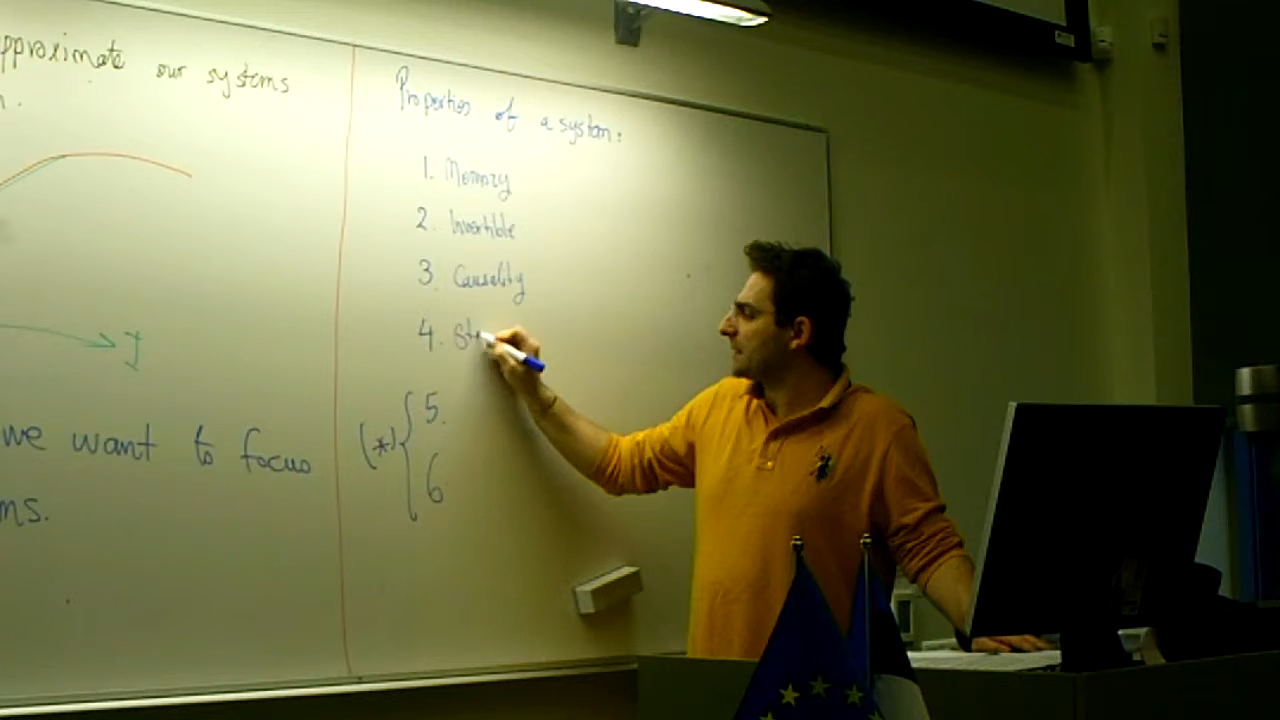 pproximate our systems
n.
y
we want to focus
ms.
Properties of a system:
1. Memory
2. Invertible
3. Causality
4. Sta
(*) { 5.
6